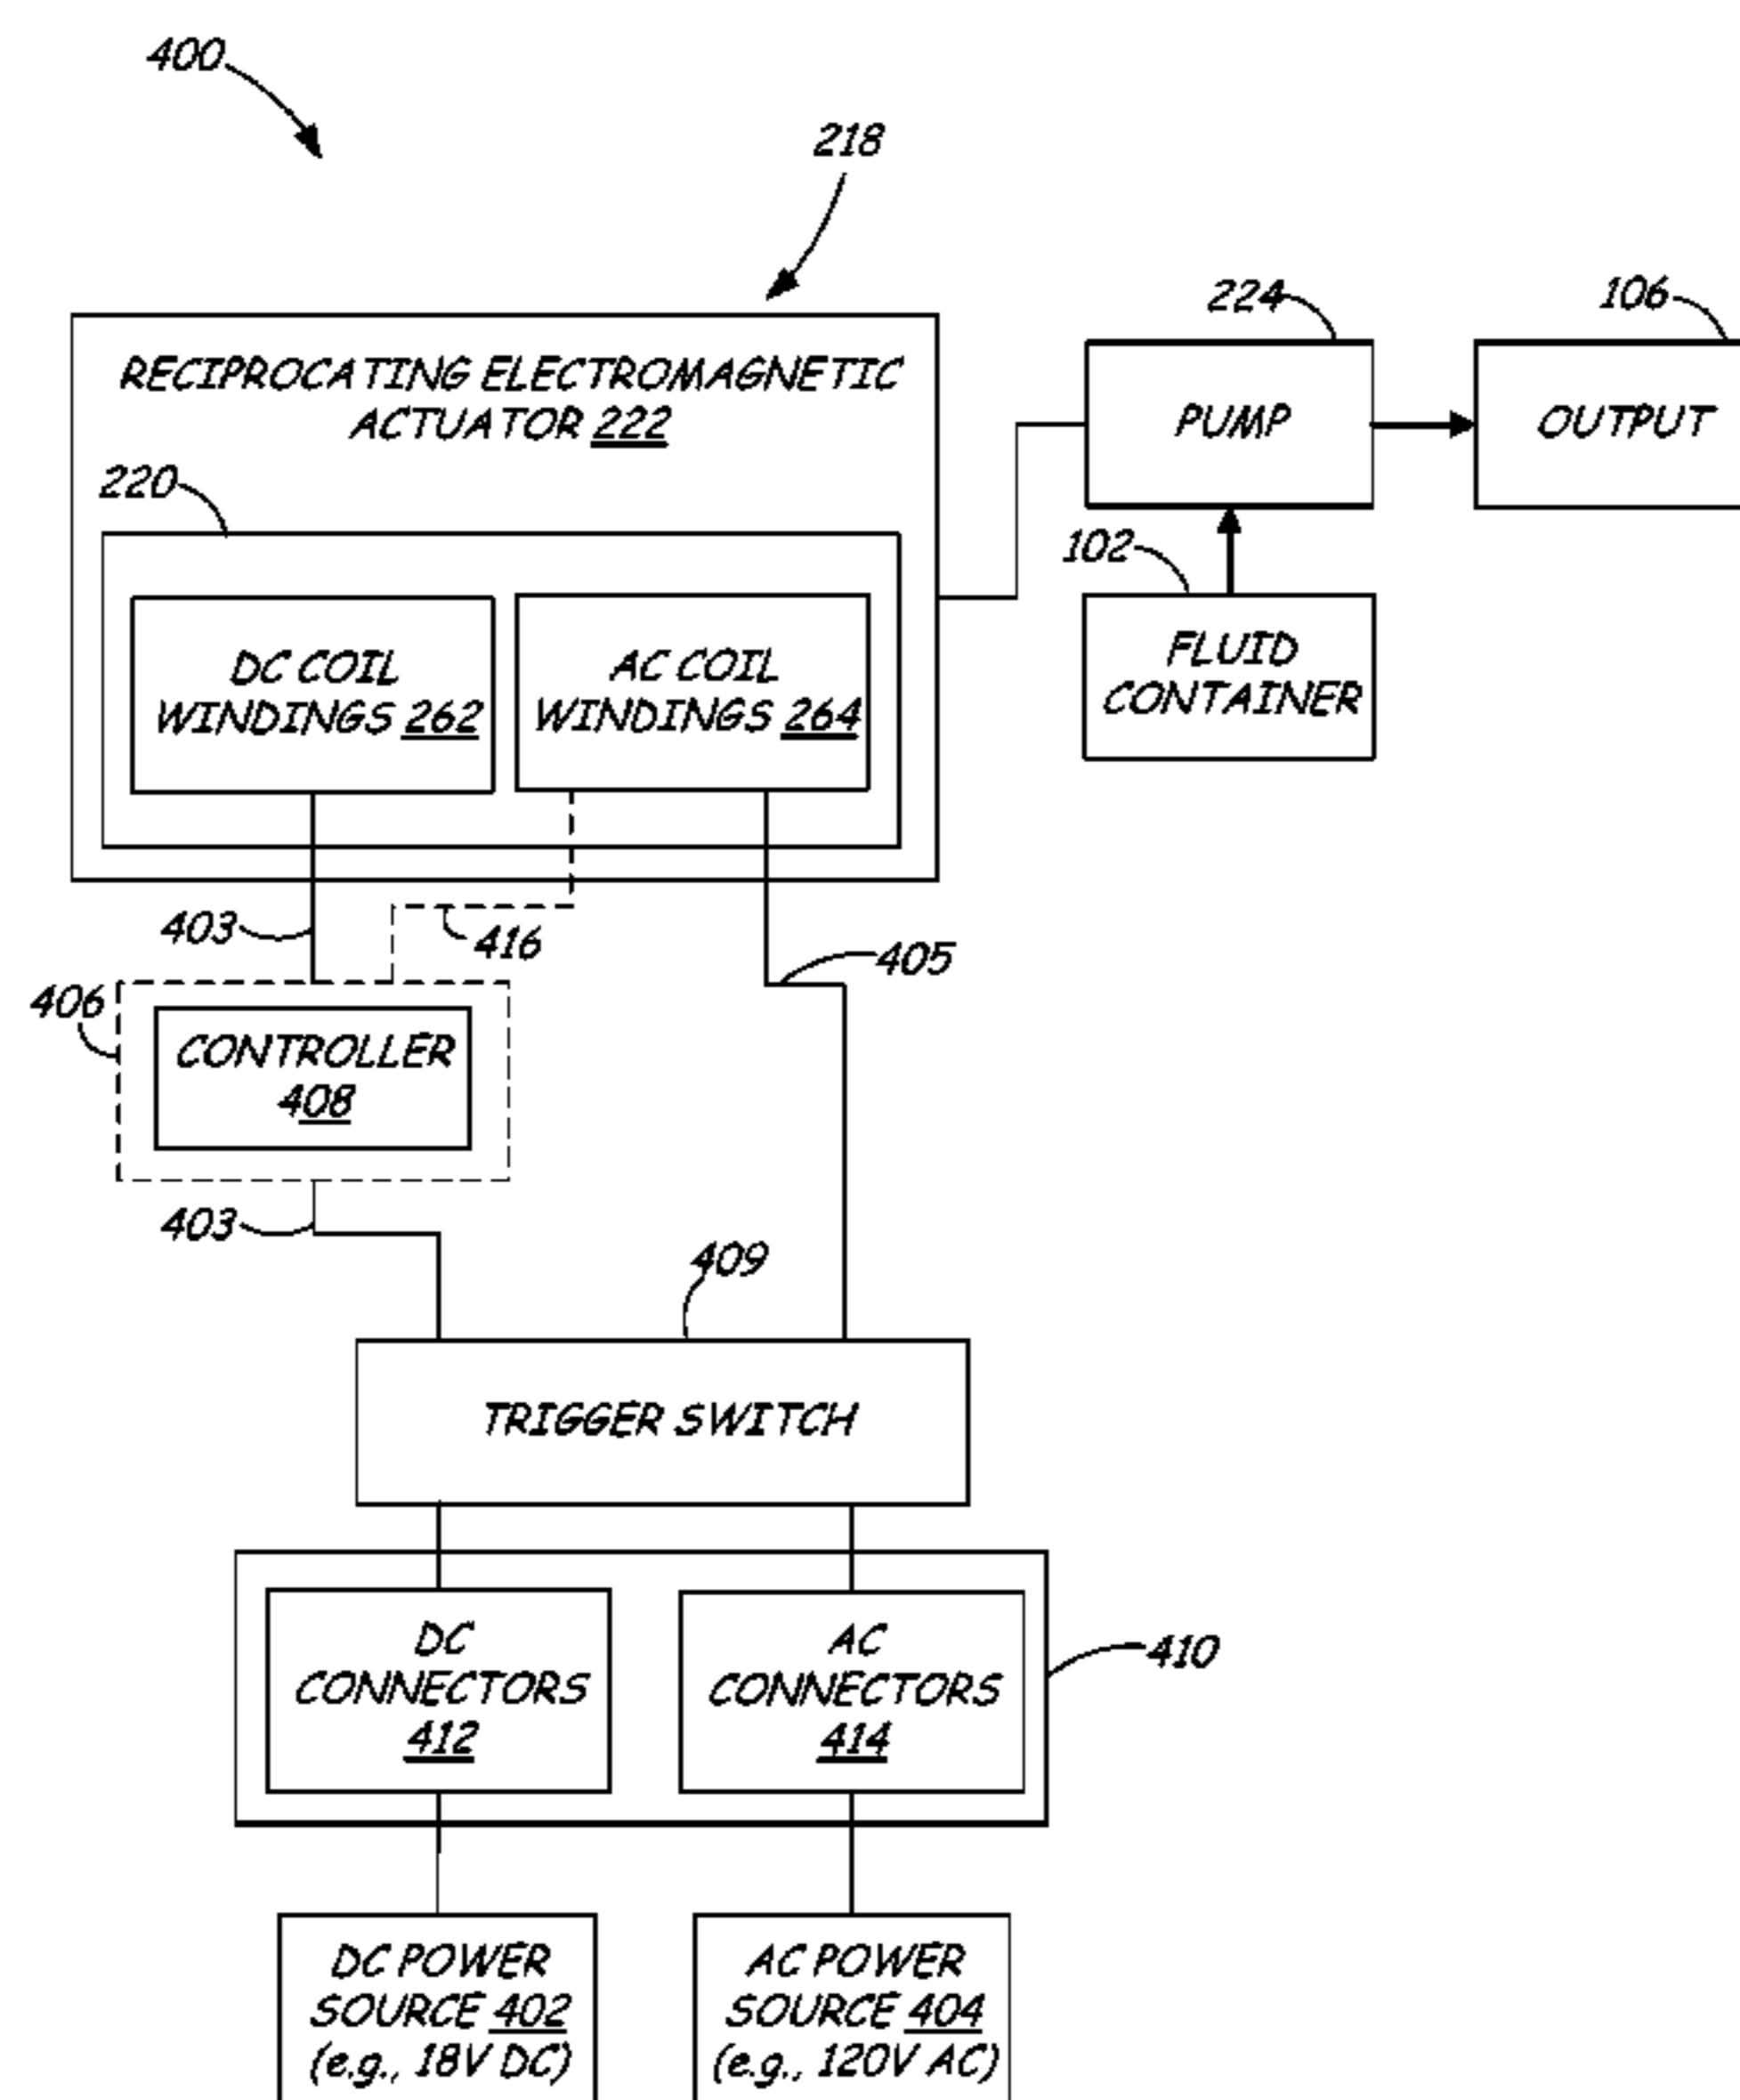 400
218
224
106
RECIPROCATING ELECTROMAGNETIC
ACTUATOR 222
PUMP
OUTPUT
220
102
DC COIL
WINDINGS 262
AC COIL
WINDINGS 264
FLUID
CONTAINER
403
416
405
406
CONTROLLER
408
403
409
TRIGGER SWITCH
DC
CONNECTORS
412
AC
CONNECTORS
414
410
DC POWER
SOURCE 402
(e.g., 18V DC)
AC POWER
SOURCE 404
(e.g., 120V AC)